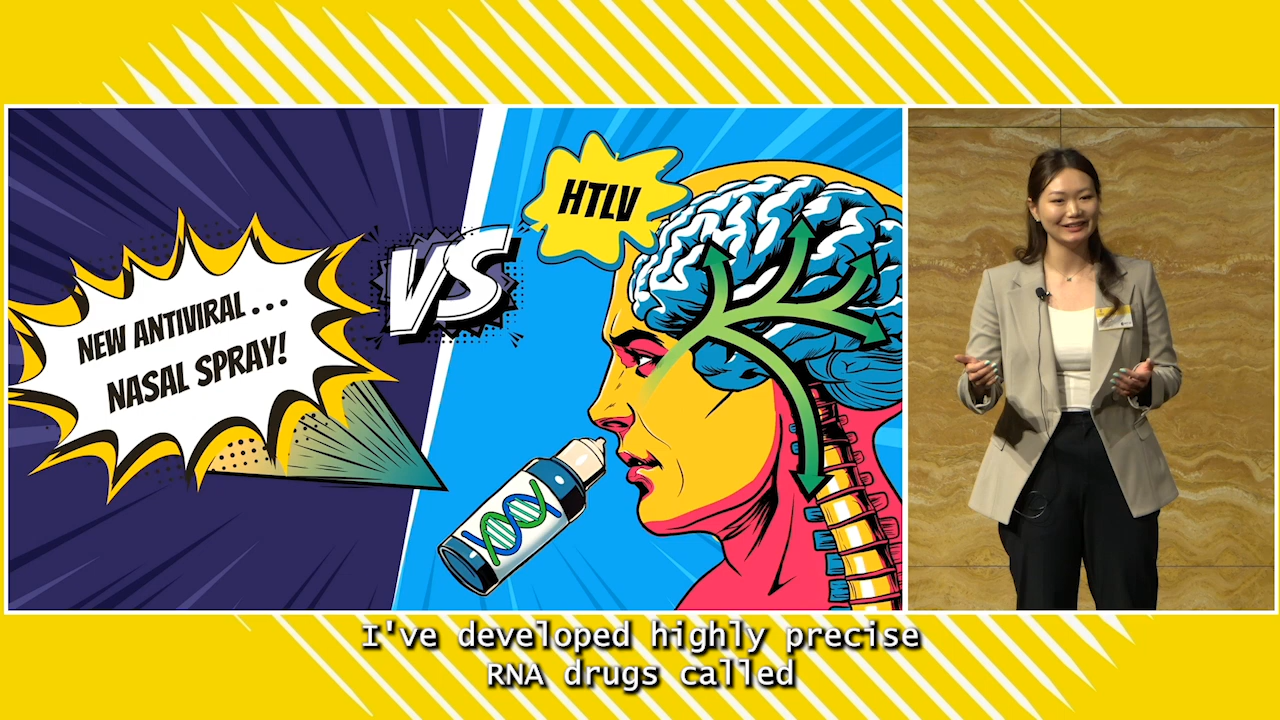 NEW ANTIVIRAL...
NASAL SPRAY!
VS
HTLV
I've developed highly precise
RNA drugs called